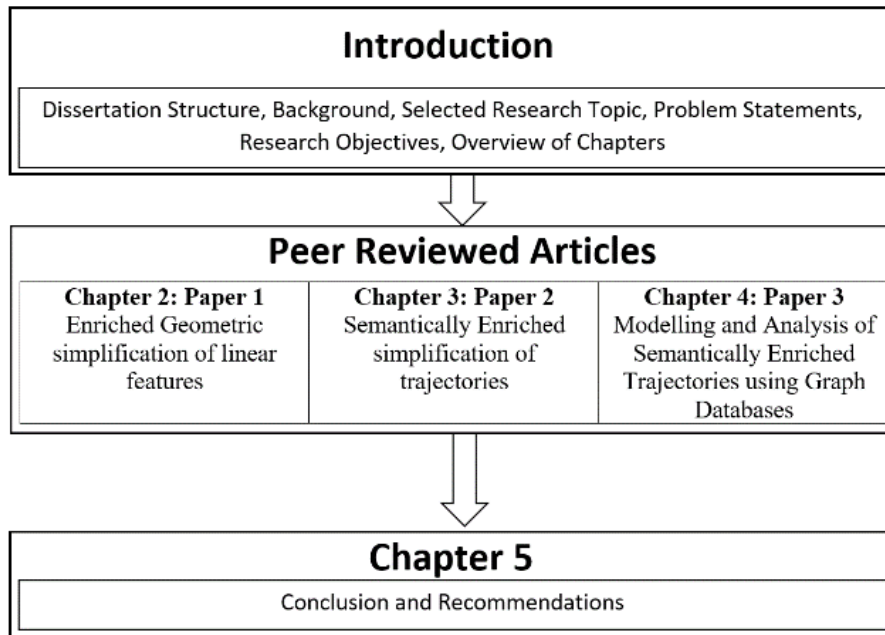 Introduction
Dissertation Structure, Background, Selected Research Topic, Problem Statements,
Research Objectives, Overview of Chapters
Peer Reviewed Articles
Chapter 2: Paper 1
Enriched Geometric
simplification of linear
features
Chapter 3: Paper 2
Semantically Enriched
simplification of
trajectories
Chapter 4: Paper 3
Modelling and Analysis of
Semantically Enriched
Trajectories using Graph
Databases
Chapter 5
Conclusion and Recommendations